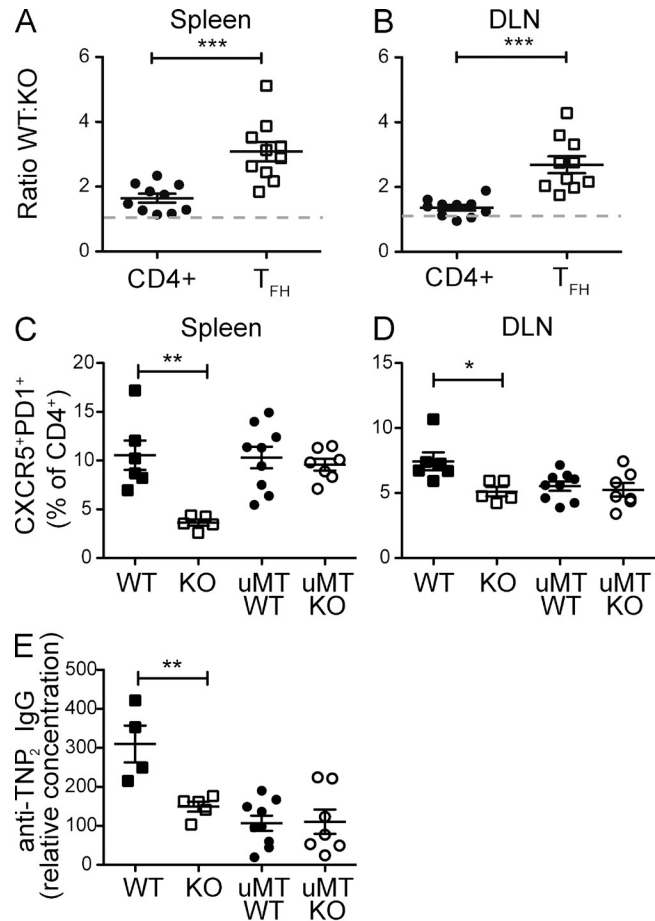 A Spleen
***
Ratio WT:KO
6
4
2
0
CD4+ T_FH
B DLN
***
6
4
2
0
CD4+ T_FH
C Spleen
**
CXCR5⁺PD1⁺
(% of CD4⁺)
20
15
10
5
0
WT KO uMT uMT
WT KO
D DLN
*
15
10
5
0
WT KO uMT uMT
WT KO
E
**
anti-TNP₂ IgG
(relative concentration)
500
400
300
200
100
0
WT KO uMT uMT
WT KO